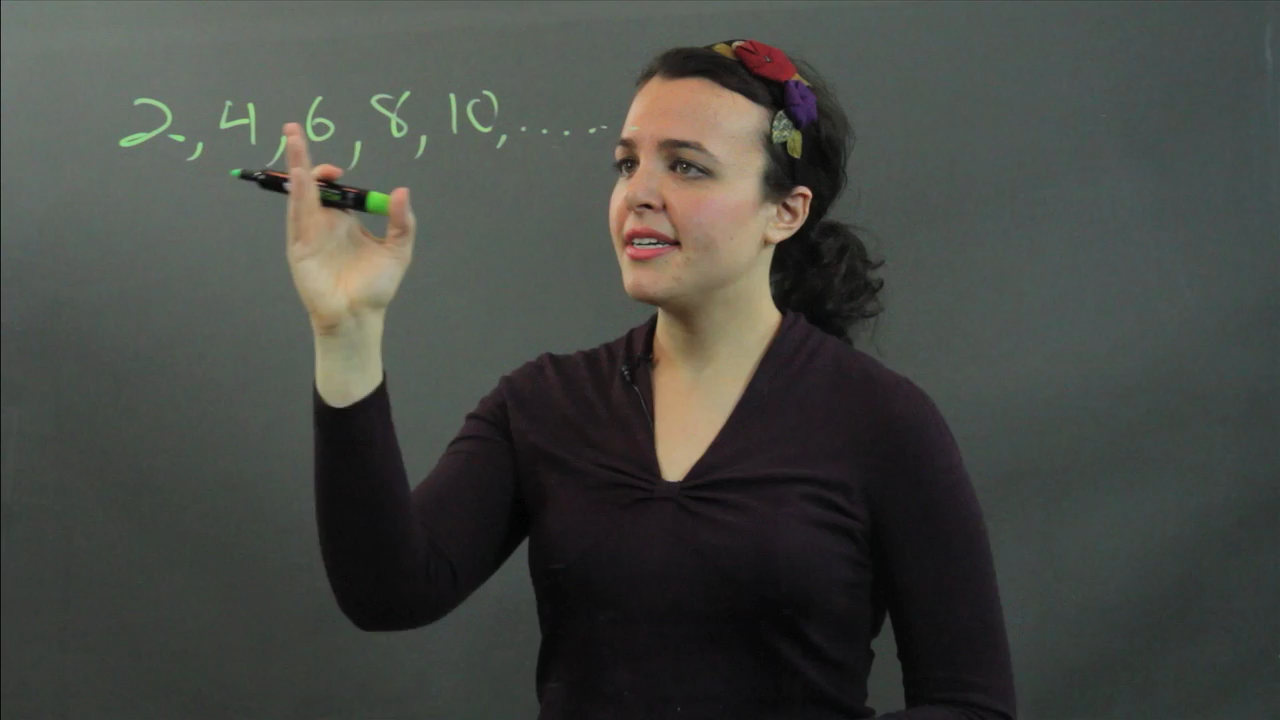 2, 4, 6, 8, 10, ......